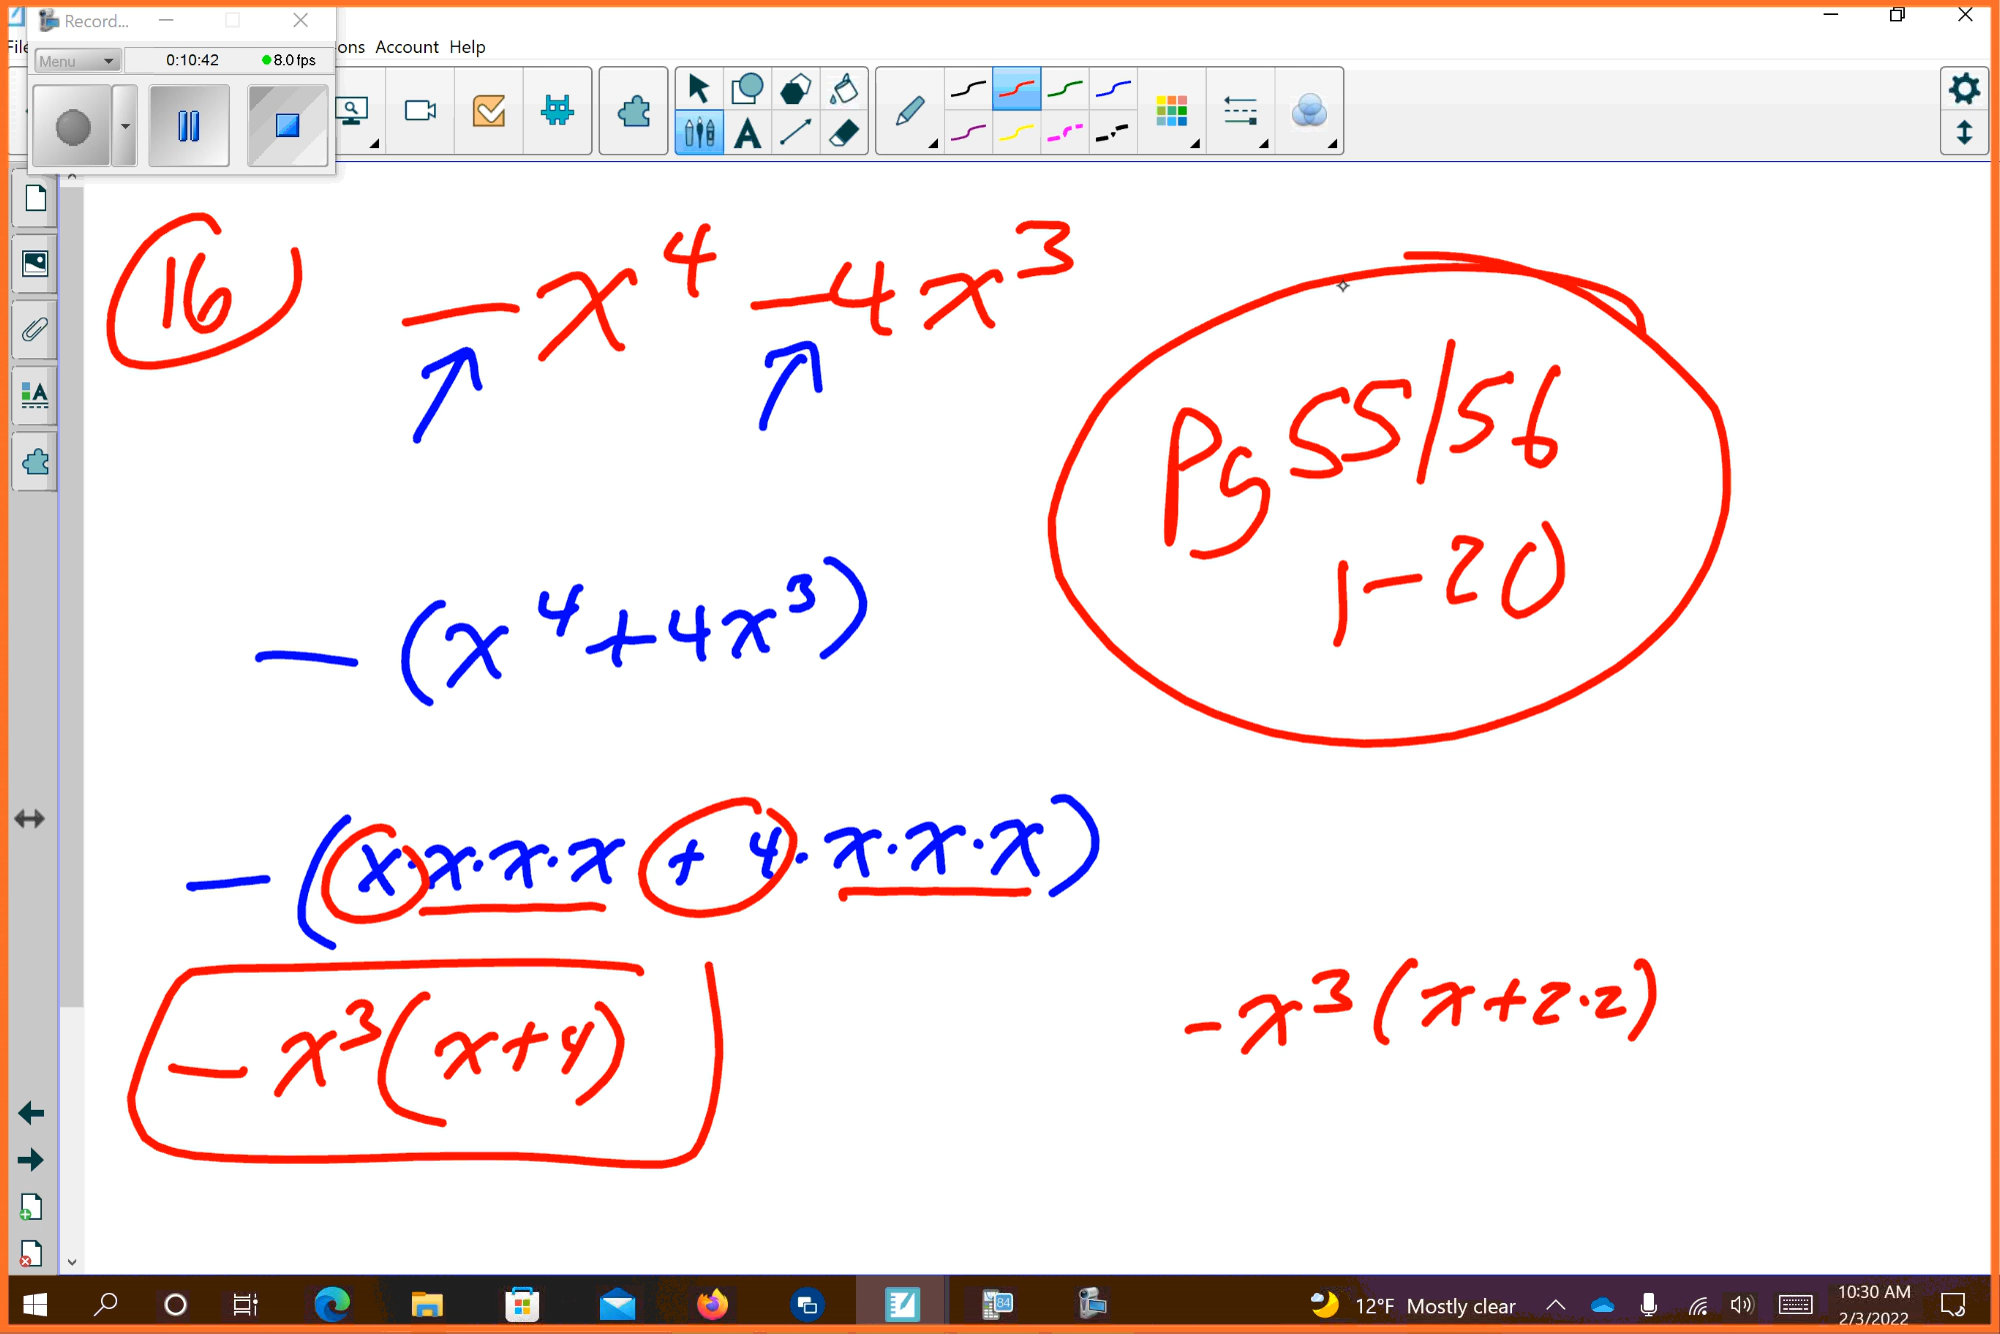 Record...
File ons Account Help
Menu 0:10:42 8.0 fps
A
A
16 -x⁴ -4x³
Pg 55/56
1-20
-(x⁴+4x³)
-(x·x·x·x + 4·x·x·x)
-x³(x+4)
-x³(x+2·2)
84
12°F Mostly clear
10:30 AM
2/3/2022